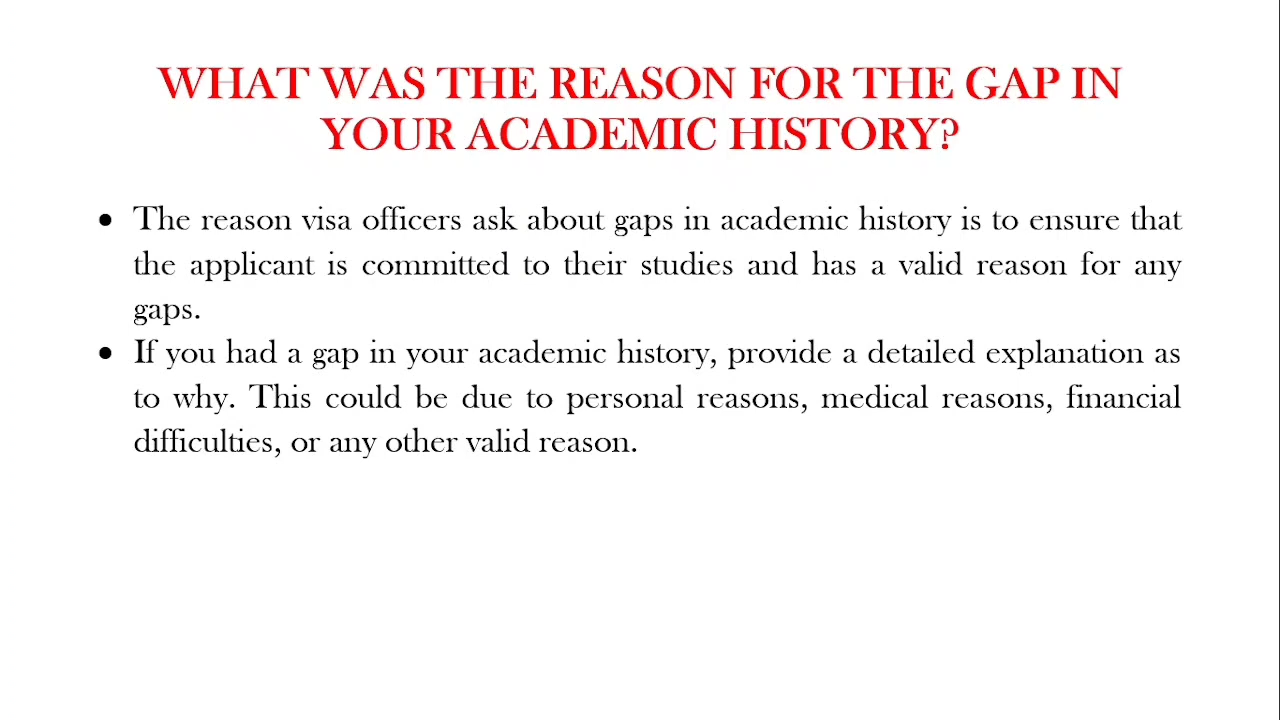 WHAT WAS THE REASON FOR THE GAP IN
YOUR ACADEMIC HISTORY?
• The reason visa officers ask about gaps in academic history is to ensure that
the applicant is committed to their studies and has a valid reason for any
gaps.
• If you had a gap in your academic history, provide a detailed explanation as
to why. This could be due to personal reasons, medical reasons, financial
difficulties, or any other valid reason.